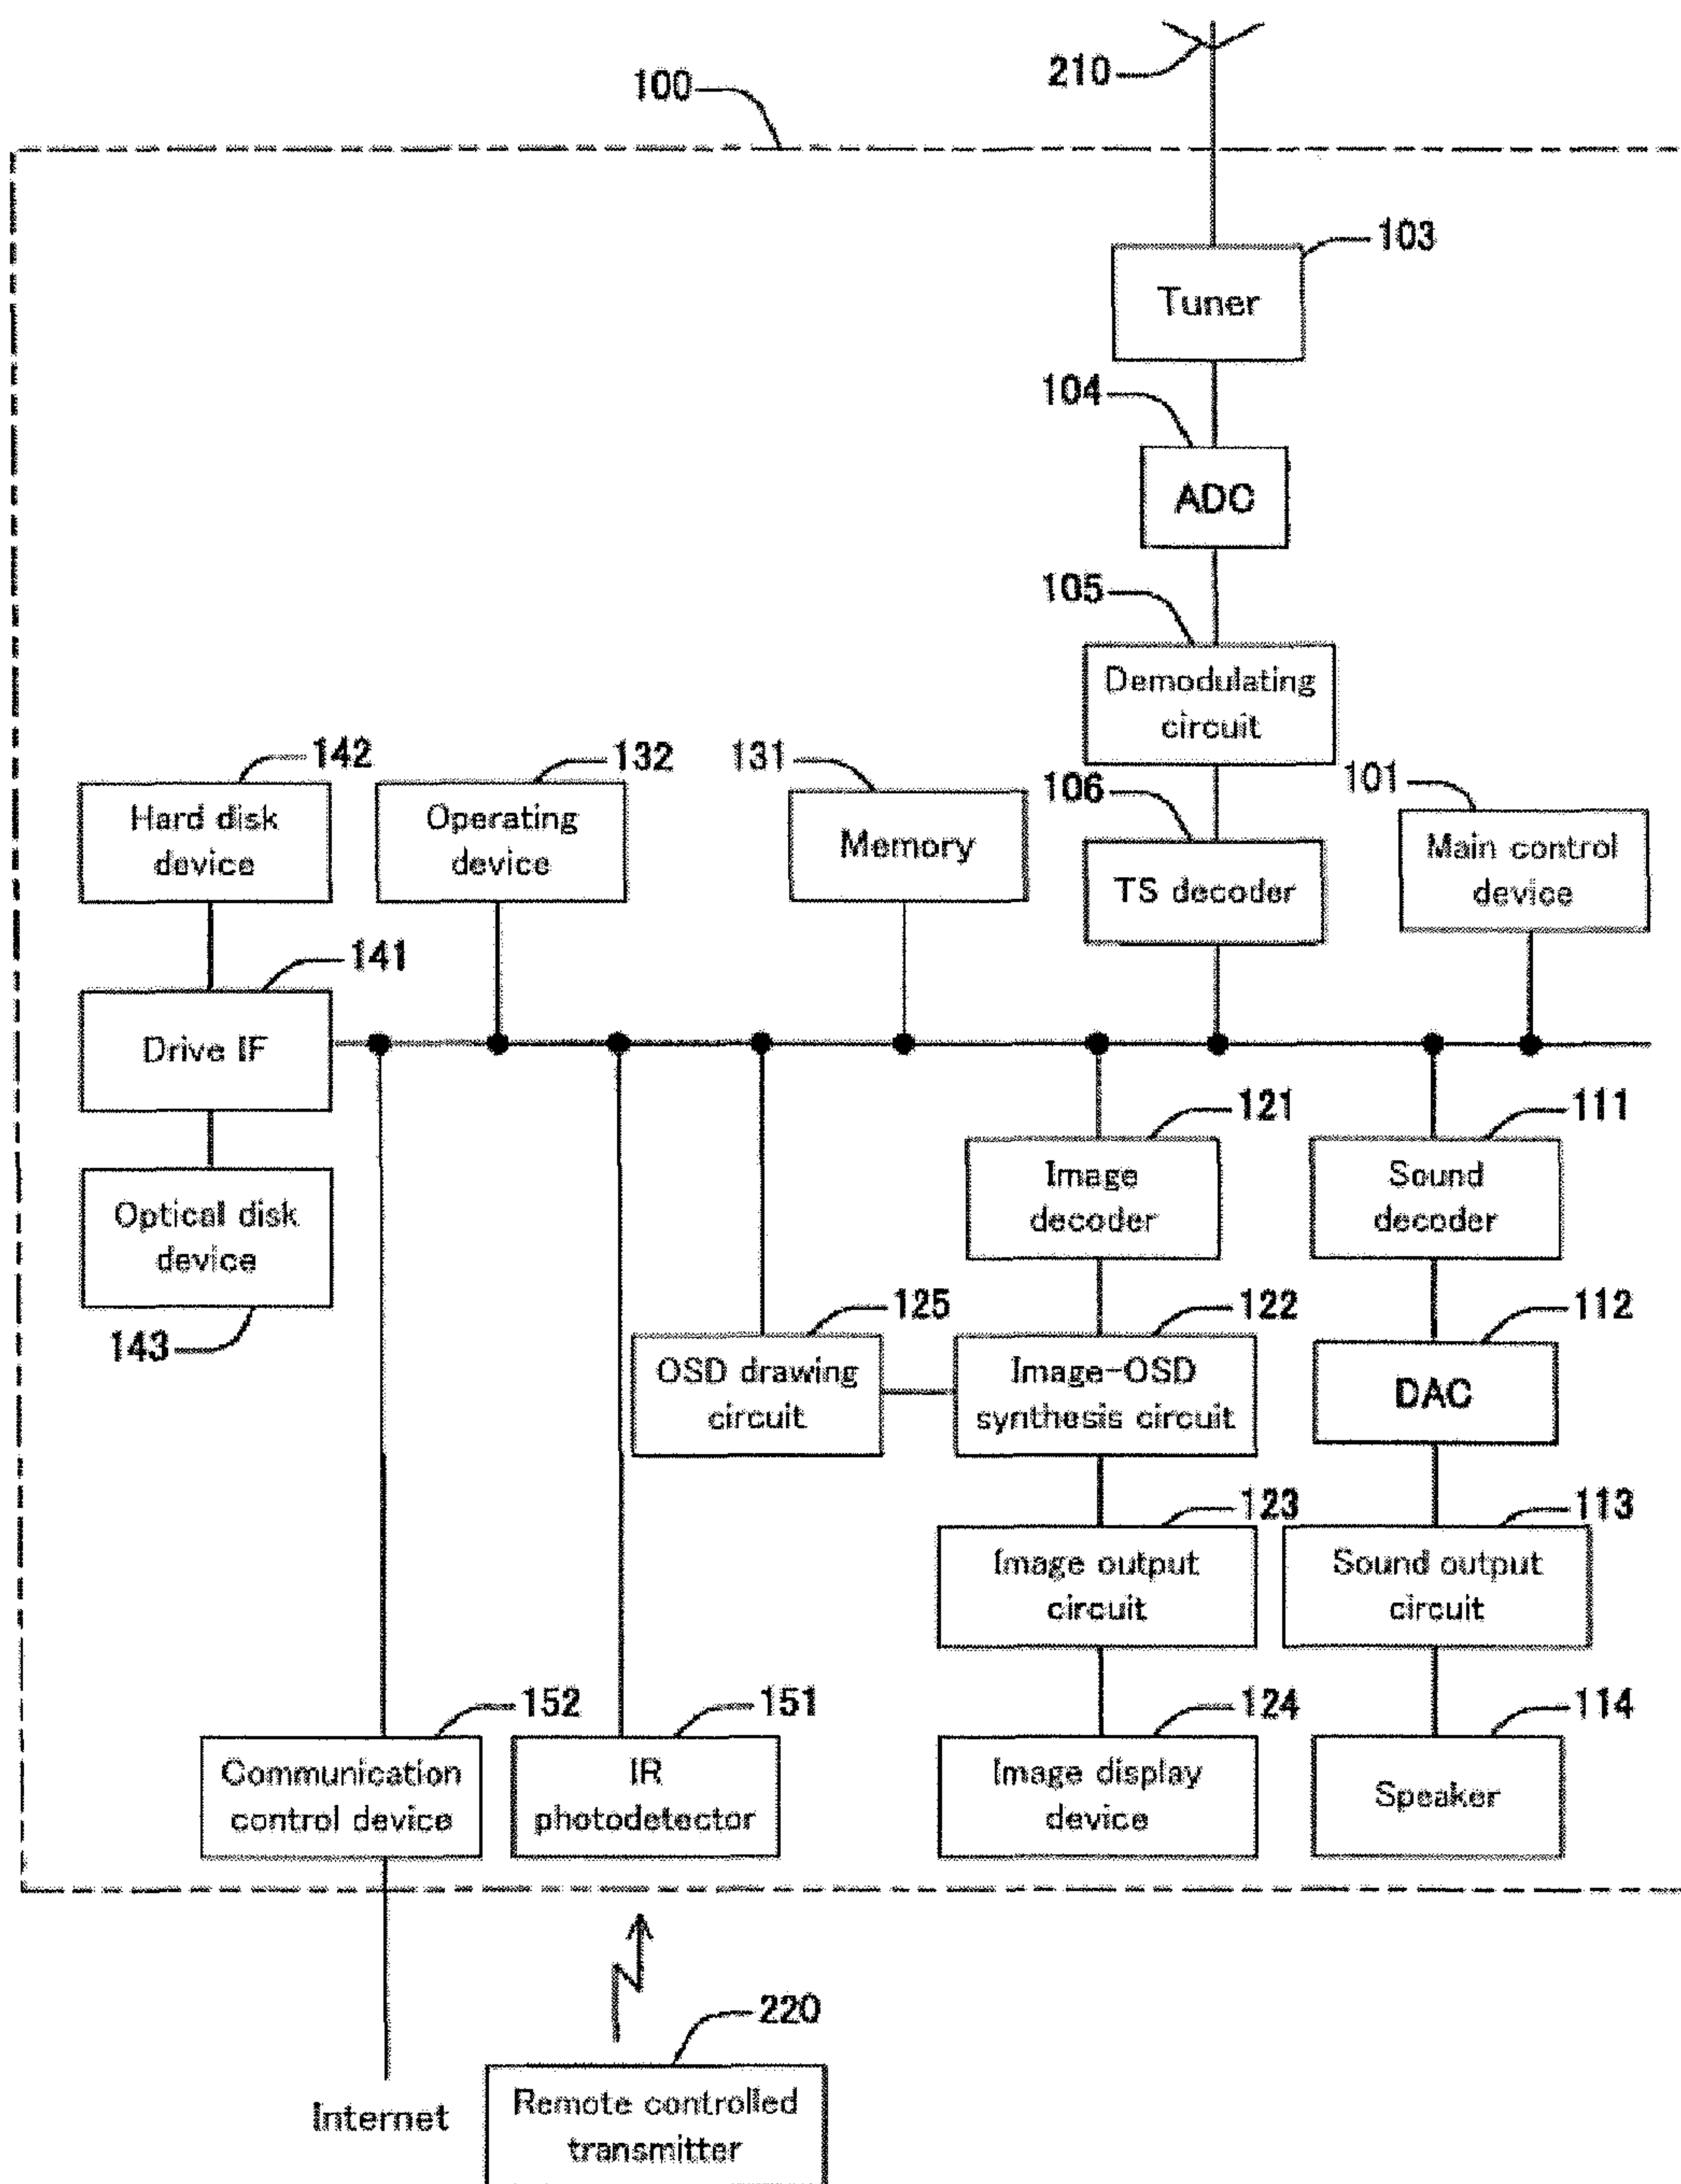 210
100
103
Tuner
104
ADC
105
Demodulating
circuit
142
132
131
106
101
Hard disk
device
Operating
device
Memory
TS decoder
Main control
device
141
Drive IF
121
111
Image
decoder
Sound
decoder
Optical disk
device
143
125
122
112
OSD drawing
circuit
Image-OSD
synthesis circuit
DAC
123
113
Image output
circuit
Sound output
circuit
152
151
124
114
Communication
control device
IR
photodetector
Image display
device
Speaker
220
Internet
Remote controlled
transmitter